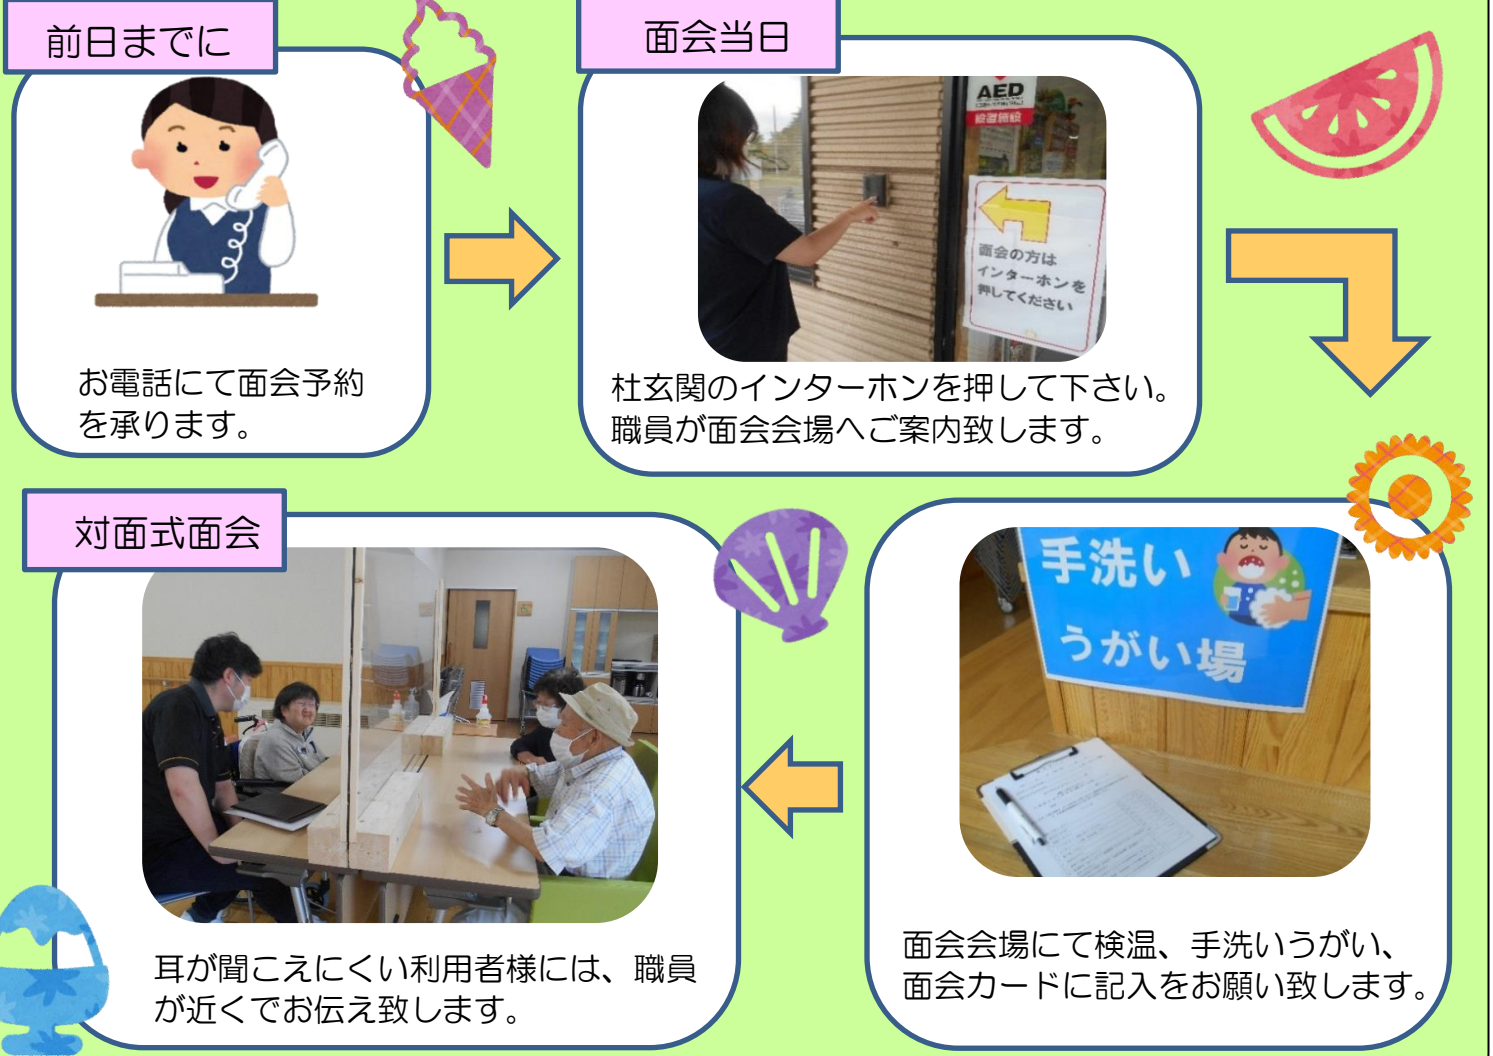 前日までに
お電話にて面会予約
を承ります。
面会当日
AED
設置施設
面会の方は
インターホンを
押してください
杜玄関のインターホンを押して下さい。
職員が面会会場へご案内致します。
手洗い
うがい場
面会会場にて検温、手洗いうがい、
面会カードに記入をお願い致します。
対面式面会
耳が聞こえにくい利用者様には、職員
が近くでお伝え致します。